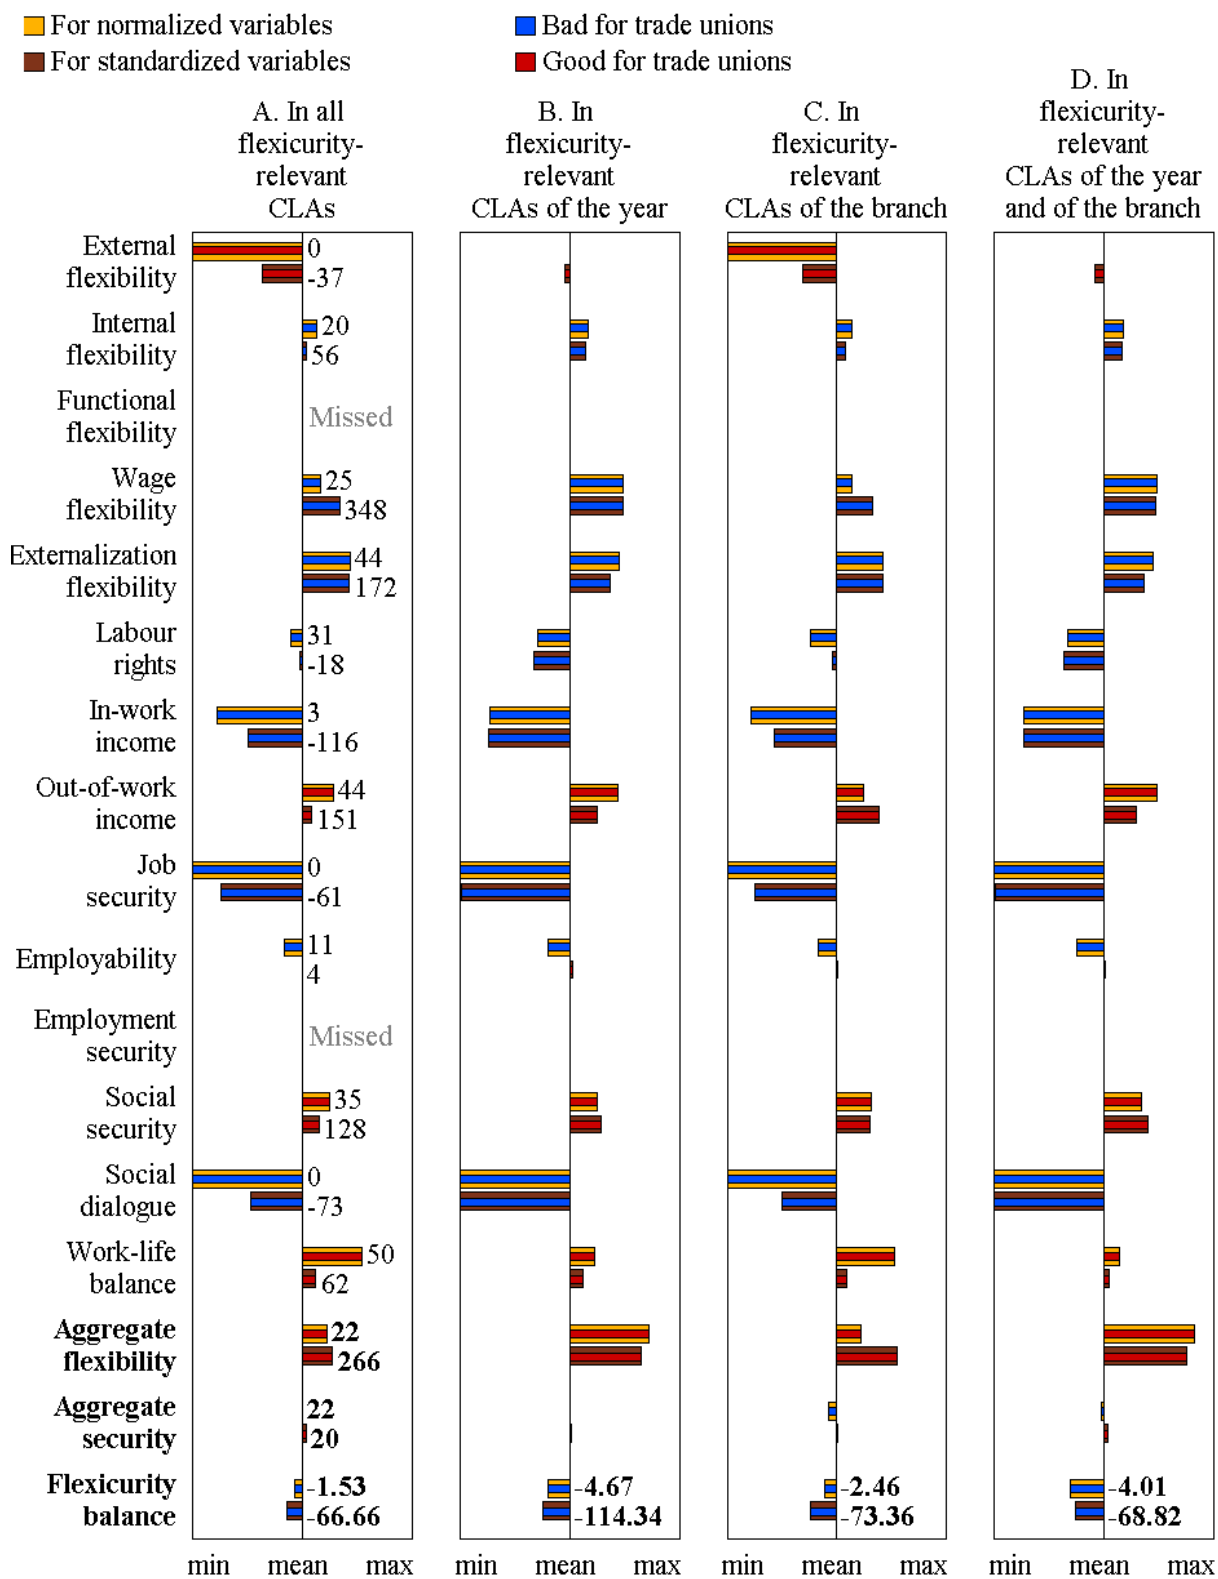 For normalized variables
Bad for trade unions
For standardized variables
Good for trade unions
A. In all
flexicurity-
relevant
CLAs
B. In
flexicurity-
relevant
CLAs of the year
C. In
flexicurity-
relevant
CLAs of the branch
D. In
flexicurity-
relevant
CLAs of the year
and of the branch
External
flexibility
0
-37
Internal
flexibility
20
56
Functional
flexibility
Missed
Wage
flexibility
25
348
Externalization
flexibility
44
172
Labour
rights
31
-18
In-work
income
3
-116
Out-of-work
income
44
151
Job
security
0
-61
Employability
11
4
Employment
security
Missed
Social
security
35
128
Social
dialogue
0
-73
Work-life
balance
50
62
Aggregate
flexibility
22
266
Aggregate
security
22
20
Flexicurity
balance
-1.53
-66.66
-4.67
-114.34
-2.46
-73.36
-4.01
-68.82
min mean max
min mean max
min mean max
min mean max